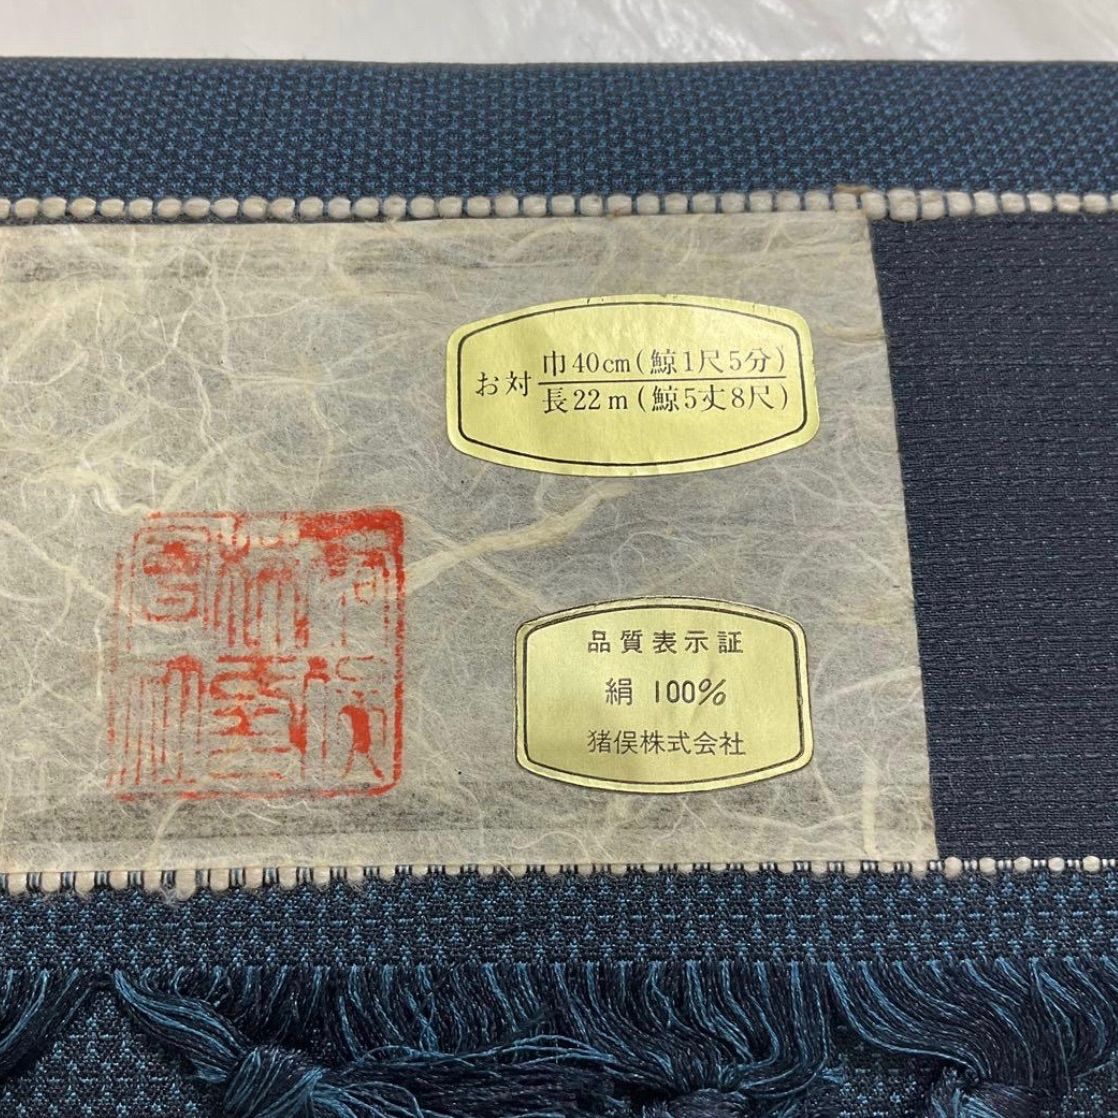 お対
巾40cm(鯨1尺5分)
長22m(鯨5丈8尺)
品質表示証
絹 100%
猪俣株式会社